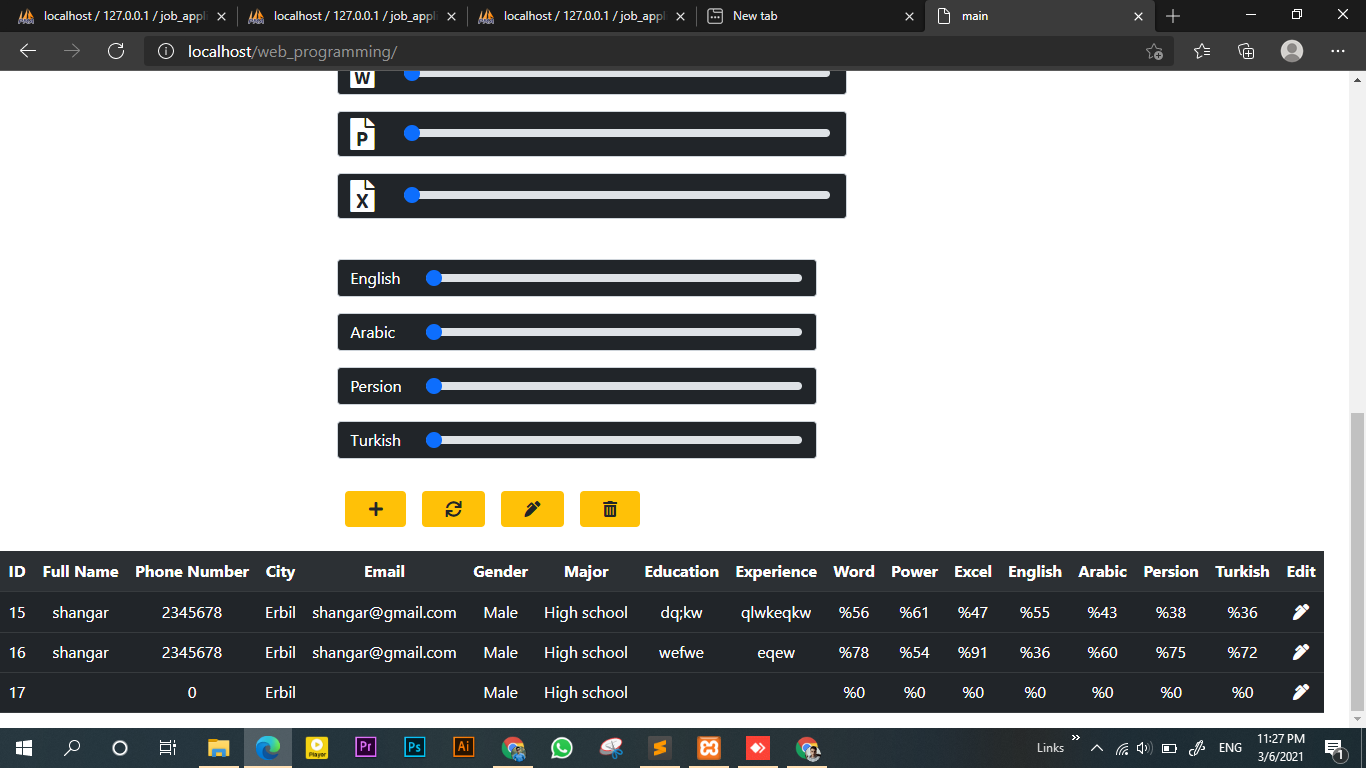 localhost / 127.0.0.1 / job_appli
localhost / 127.0.0.1 / job_appli
localhost / 127.0.0.1 / job_appli
New tab
main
localhost/web_programming/
W
P
X
English
Arabic
Persion
Turkish
ID Full Name Phone Number City Email Gender Major Education Experience Word Power Excel English Arabic Persion Turkish Edit
15 shangar 2345678 Erbil shangar@gmail.com Male High school dq;kw qlwkeqkw %56 %61 %47 %55 %43 %38 %36
16 shangar 2345678 Erbil shangar@gmail.com Male High school wefwe eqew %78 %54 %91 %36 %60 %75 %72
17 0 Erbil Male High school %0 %0 %0 %0 %0 %0 %0
Player
Pr
Ps
Ai
Links
ENG
11:27 PM
3/6/2021
1